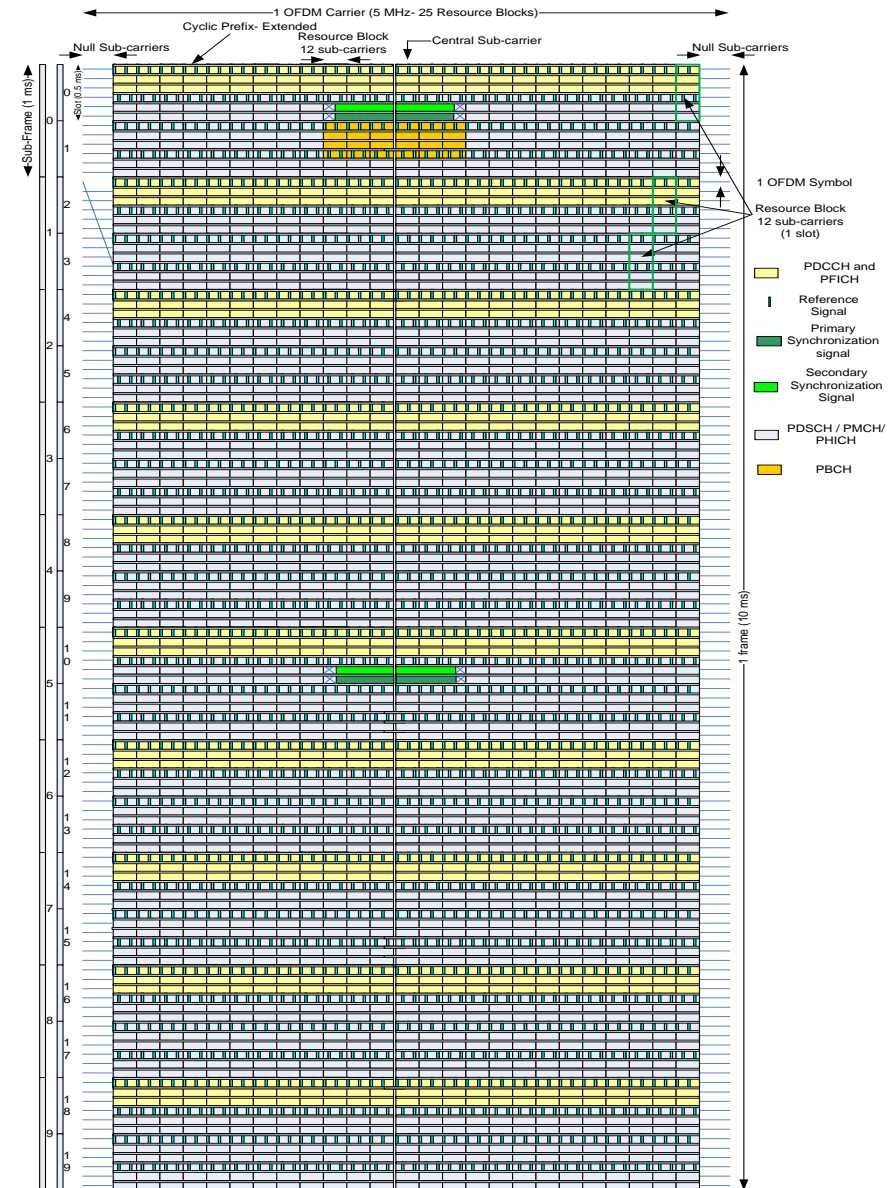 1 OFDM Carrier (5 MHz- 25 Resource Blocks)
Cyclic Prefix- Extended
Resource Block
12 sub-carriers
Central Sub-carrier
Null Sub-carriers
Null Sub-carriers
Sub-Frame (1 ms)
Slot (0.5 ms)
0
0
1
1 OFDM Symbol
2
Resource Block
12 sub-carriers
(1 slot)
1
3
PDCCH and
PFICH
Reference
Signal
4
Primary
Synchronization
signal
2
5
Secondary
Synchronization
Signal
6
PDSCH / PMCH/
PHICH
3
PBCH
7
8
4
9
1 frame (10 ms)
1
0
5
1
1
1
2
6
1
3
1
4
7
1
5
1
6
8
1
7
1
8
9
1
9